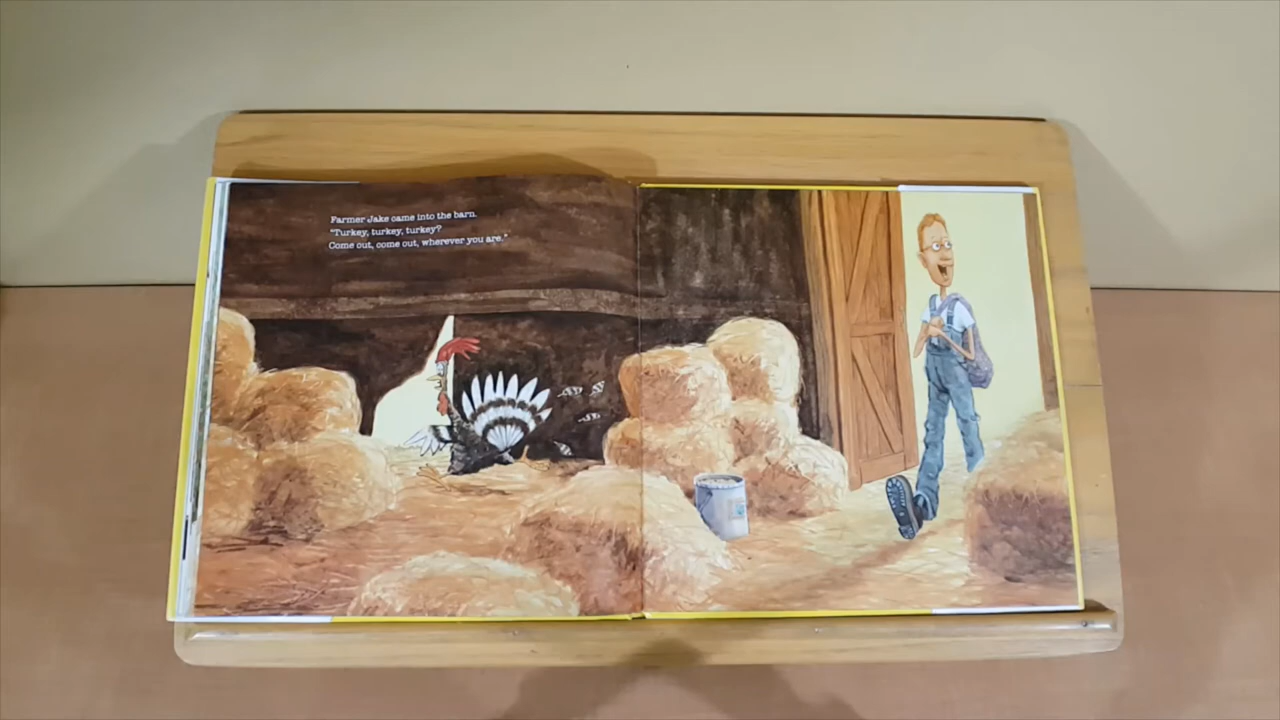 Farmer Jake came into the barn.
"Turkey, turkey, turkey?
Come out, come out, wherever you are."